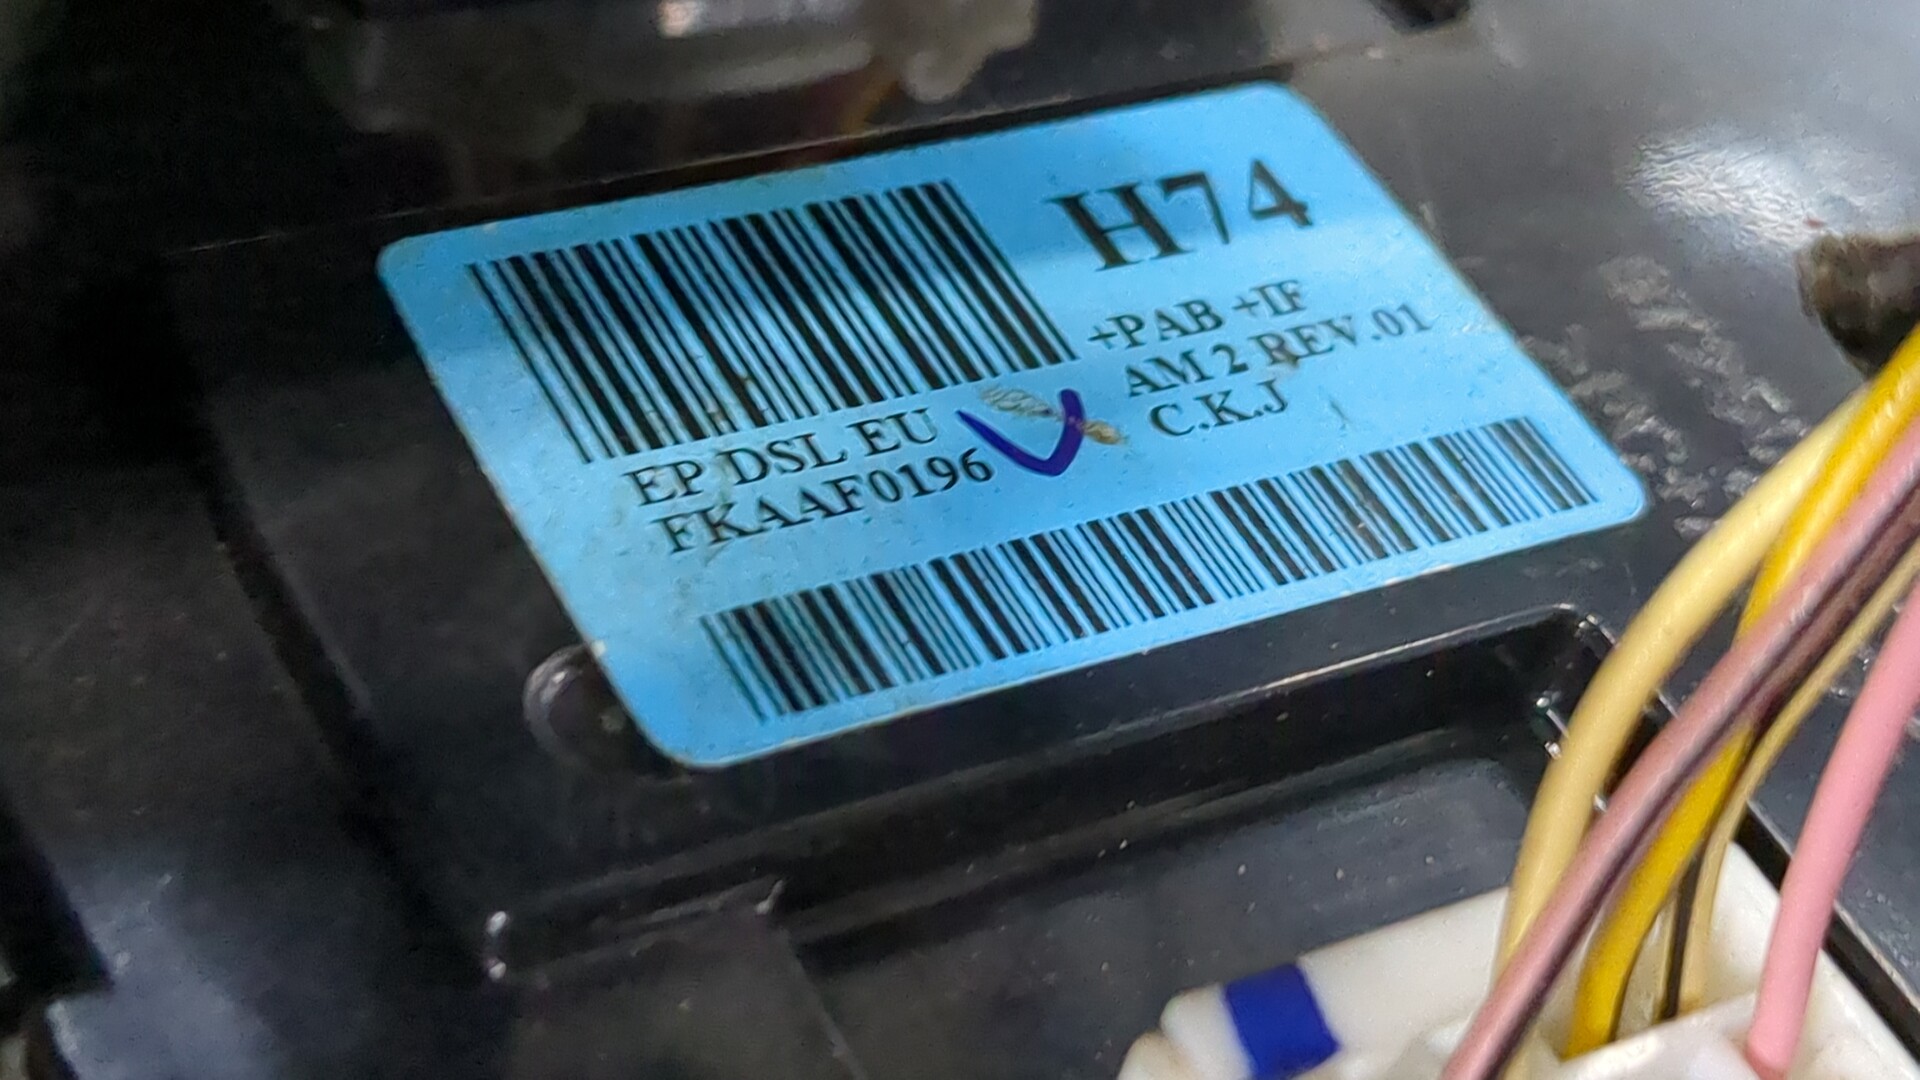 H74
+PAB +IF
AM 2 REV.01
C.K.J
EP DSL EU
FKAAF0196